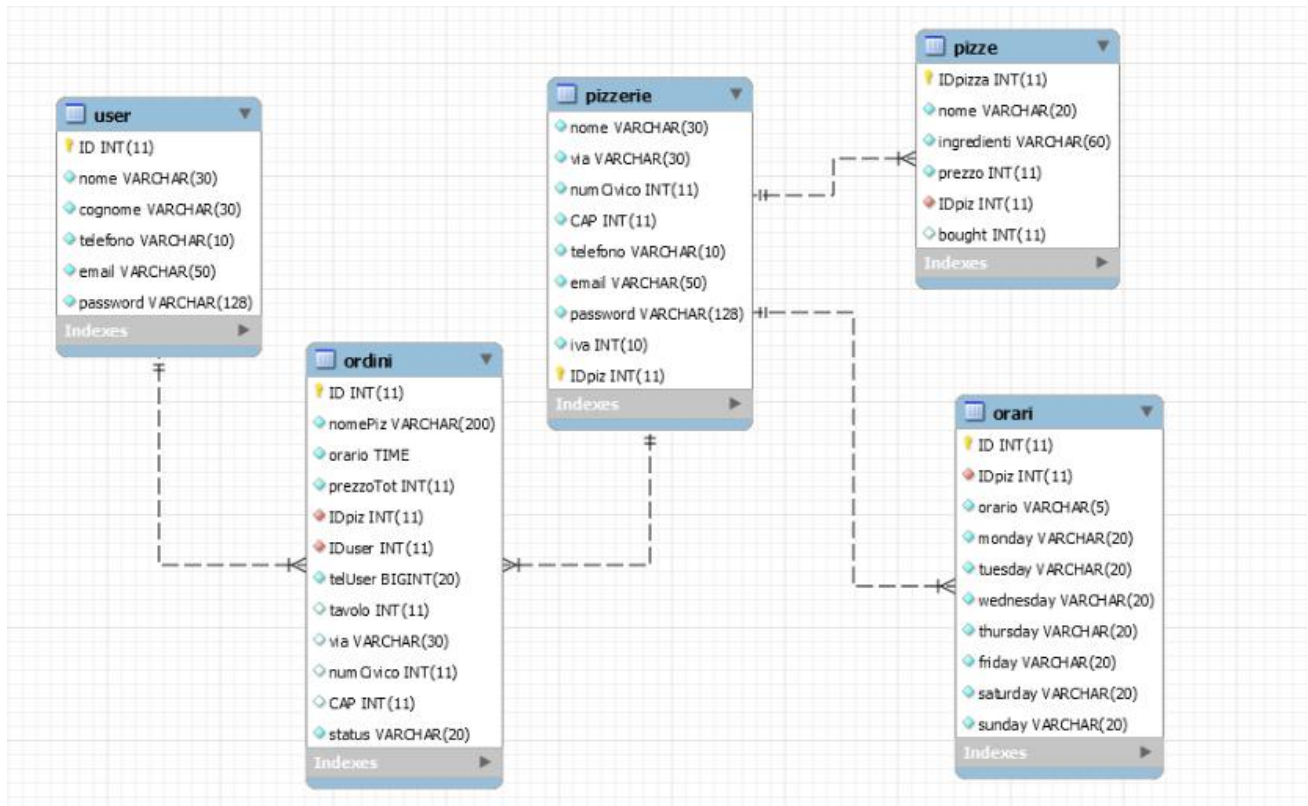 user
ID INT(11)
nome VARCHAR(30)
cognome VARCHAR(30)
telefono VARCHAR(10)
email VARCHAR(50)
password VARCHAR(128)
Indexes
ordini
ID INT(11)
nomePiz VARCHAR(200)
orario TIME
prezzoTot INT(11)
IDpiz INT(11)
IDuser INT(11)
telUser BIGINT(20)
tavolo INT(11)
via VARCHAR(30)
numCivico INT(11)
CAP INT(11)
status VARCHAR(20)
Indexes
pizzerie
nome VARCHAR(30)
via VARCHAR(30)
numCivico INT(11)
CAP INT(11)
telefono VARCHAR(10)
email VARCHAR(50)
password VARCHAR(128)
iva INT(10)
IDpiz INT(11)
Indexes
pizze
IDpizza INT(11)
nome VARCHAR(20)
ingredienti VARCHAR(60)
prezzo INT(11)
IDpiz INT(11)
bought INT(11)
Indexes
orari
ID INT(11)
IDpiz INT(11)
orario VARCHAR(5)
monday VARCHAR(20)
tuesday VARCHAR(20)
wednesday VARCHAR(20)
thursday VARCHAR(20)
friday VARCHAR(20)
saturday VARCHAR(20)
sunday VARCHAR(20)
Indexes